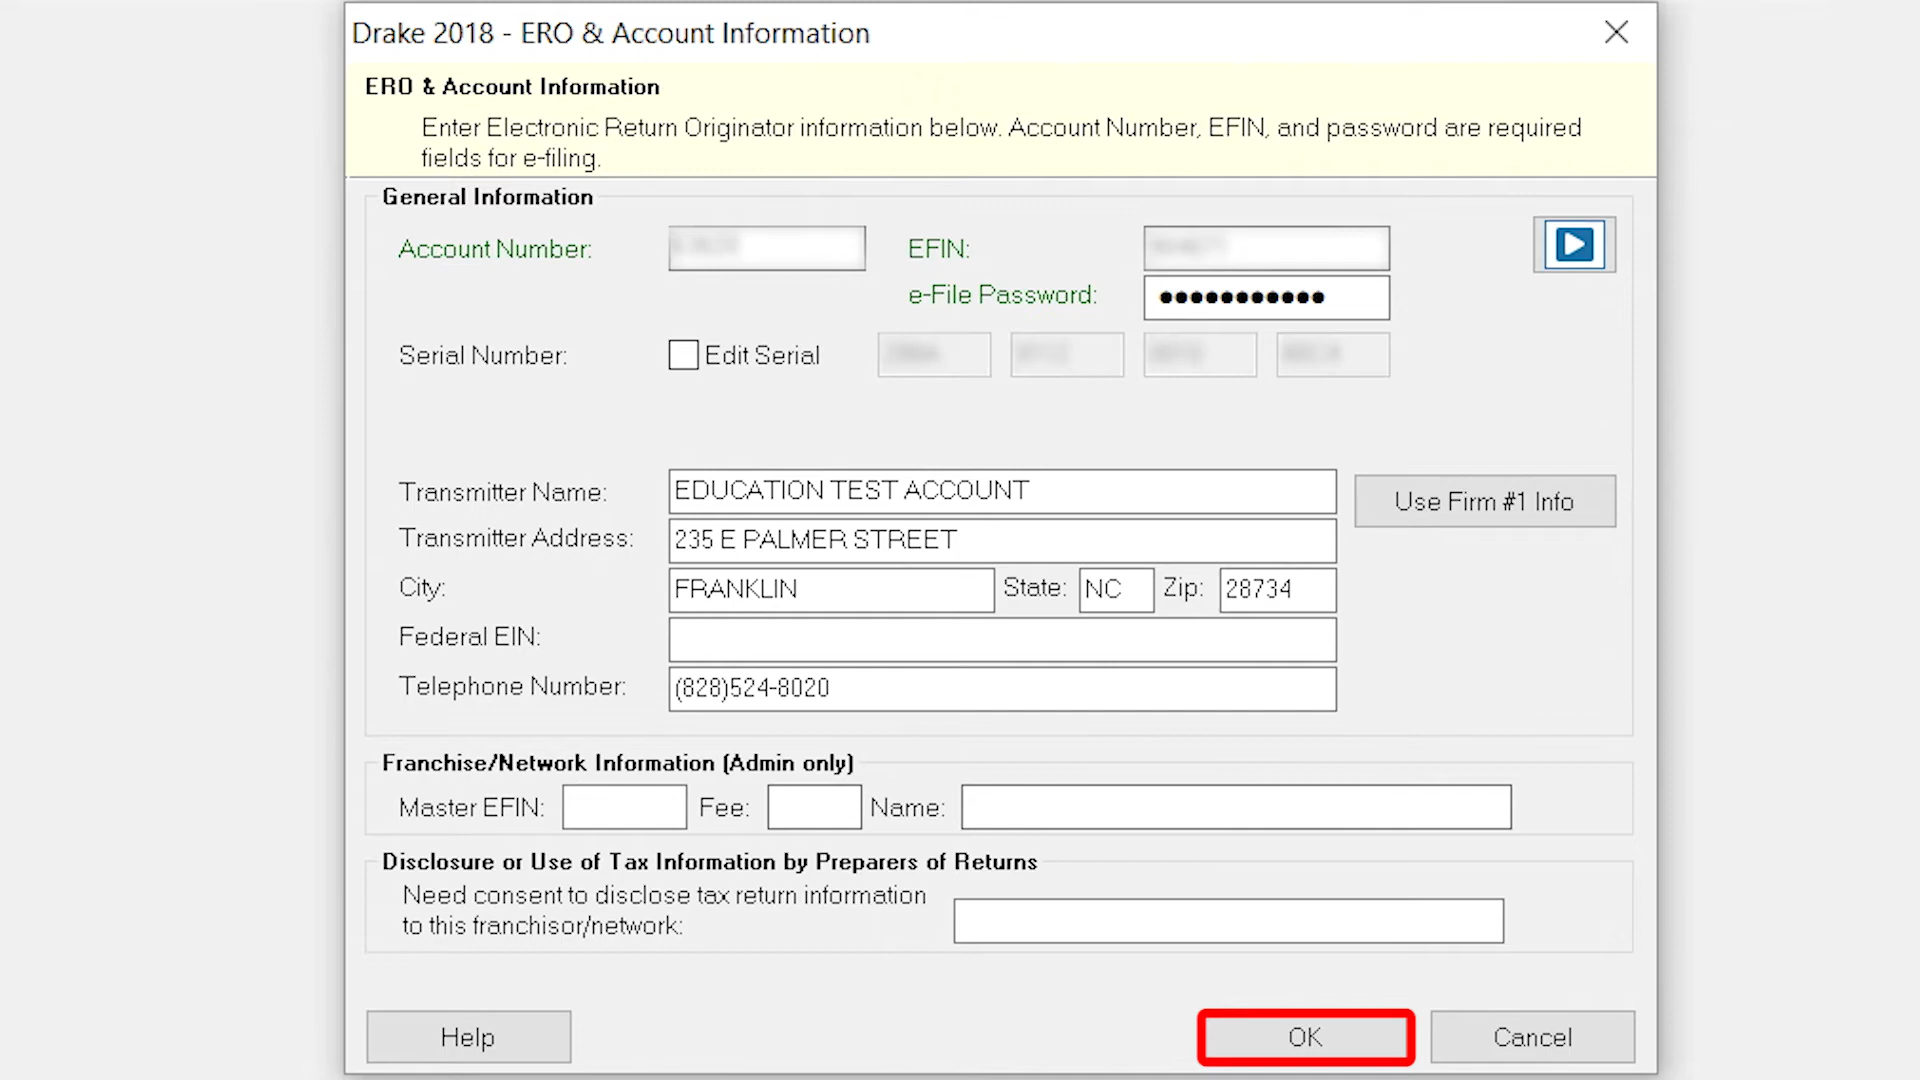 Drake 2018 - ERO & Account Information
ERO & Account Information
Enter Electronic Return Originator information below. Account Number, EFIN, and password are required
fields for e-filing.
General Information
Account Number:
EFIN:
e-File Password:
Serial Number:
Edit Serial
Transmitter Name: EDUCATION TEST ACCOUNT
Use Firm #1 Info
Transmitter Address: 235 E PALMER STREET
City: FRANKLIN State: NC Zip: 28734
Federal EIN:
Telephone Number: (828)524-8020
Franchise/Network Information (Admin only)
Master EFIN: Fee: Name:
Disclosure or Use of Tax Information by Preparers of Returns
Need consent to disclose tax return information
to this franchisor/network:
Help OK Cancel